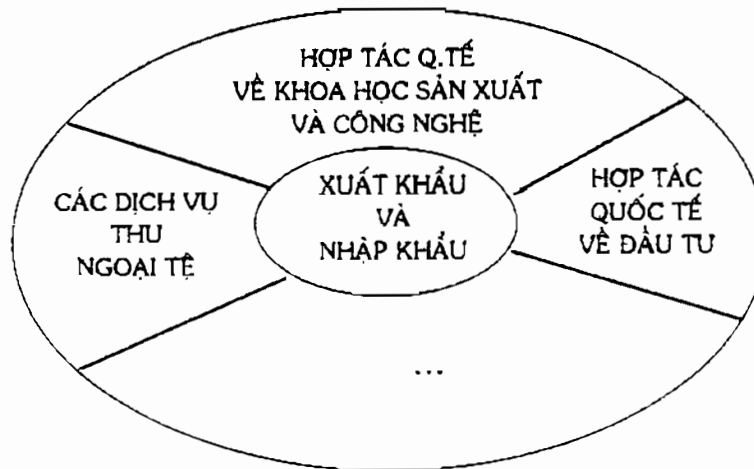 HỢP TÁC Q.TẾ
VỀ KHOA HỌC SẢN XUẤT
VÀ CÔNG NGHỆ
CÁC DỊCH VỤ
THU
NGOẠI TỆ
XUẤT KHẨU
VÀ
NHẬP KHẨU
HỢP TÁC
QUỐC TẾ
VỀ ĐẦU TƯ
...